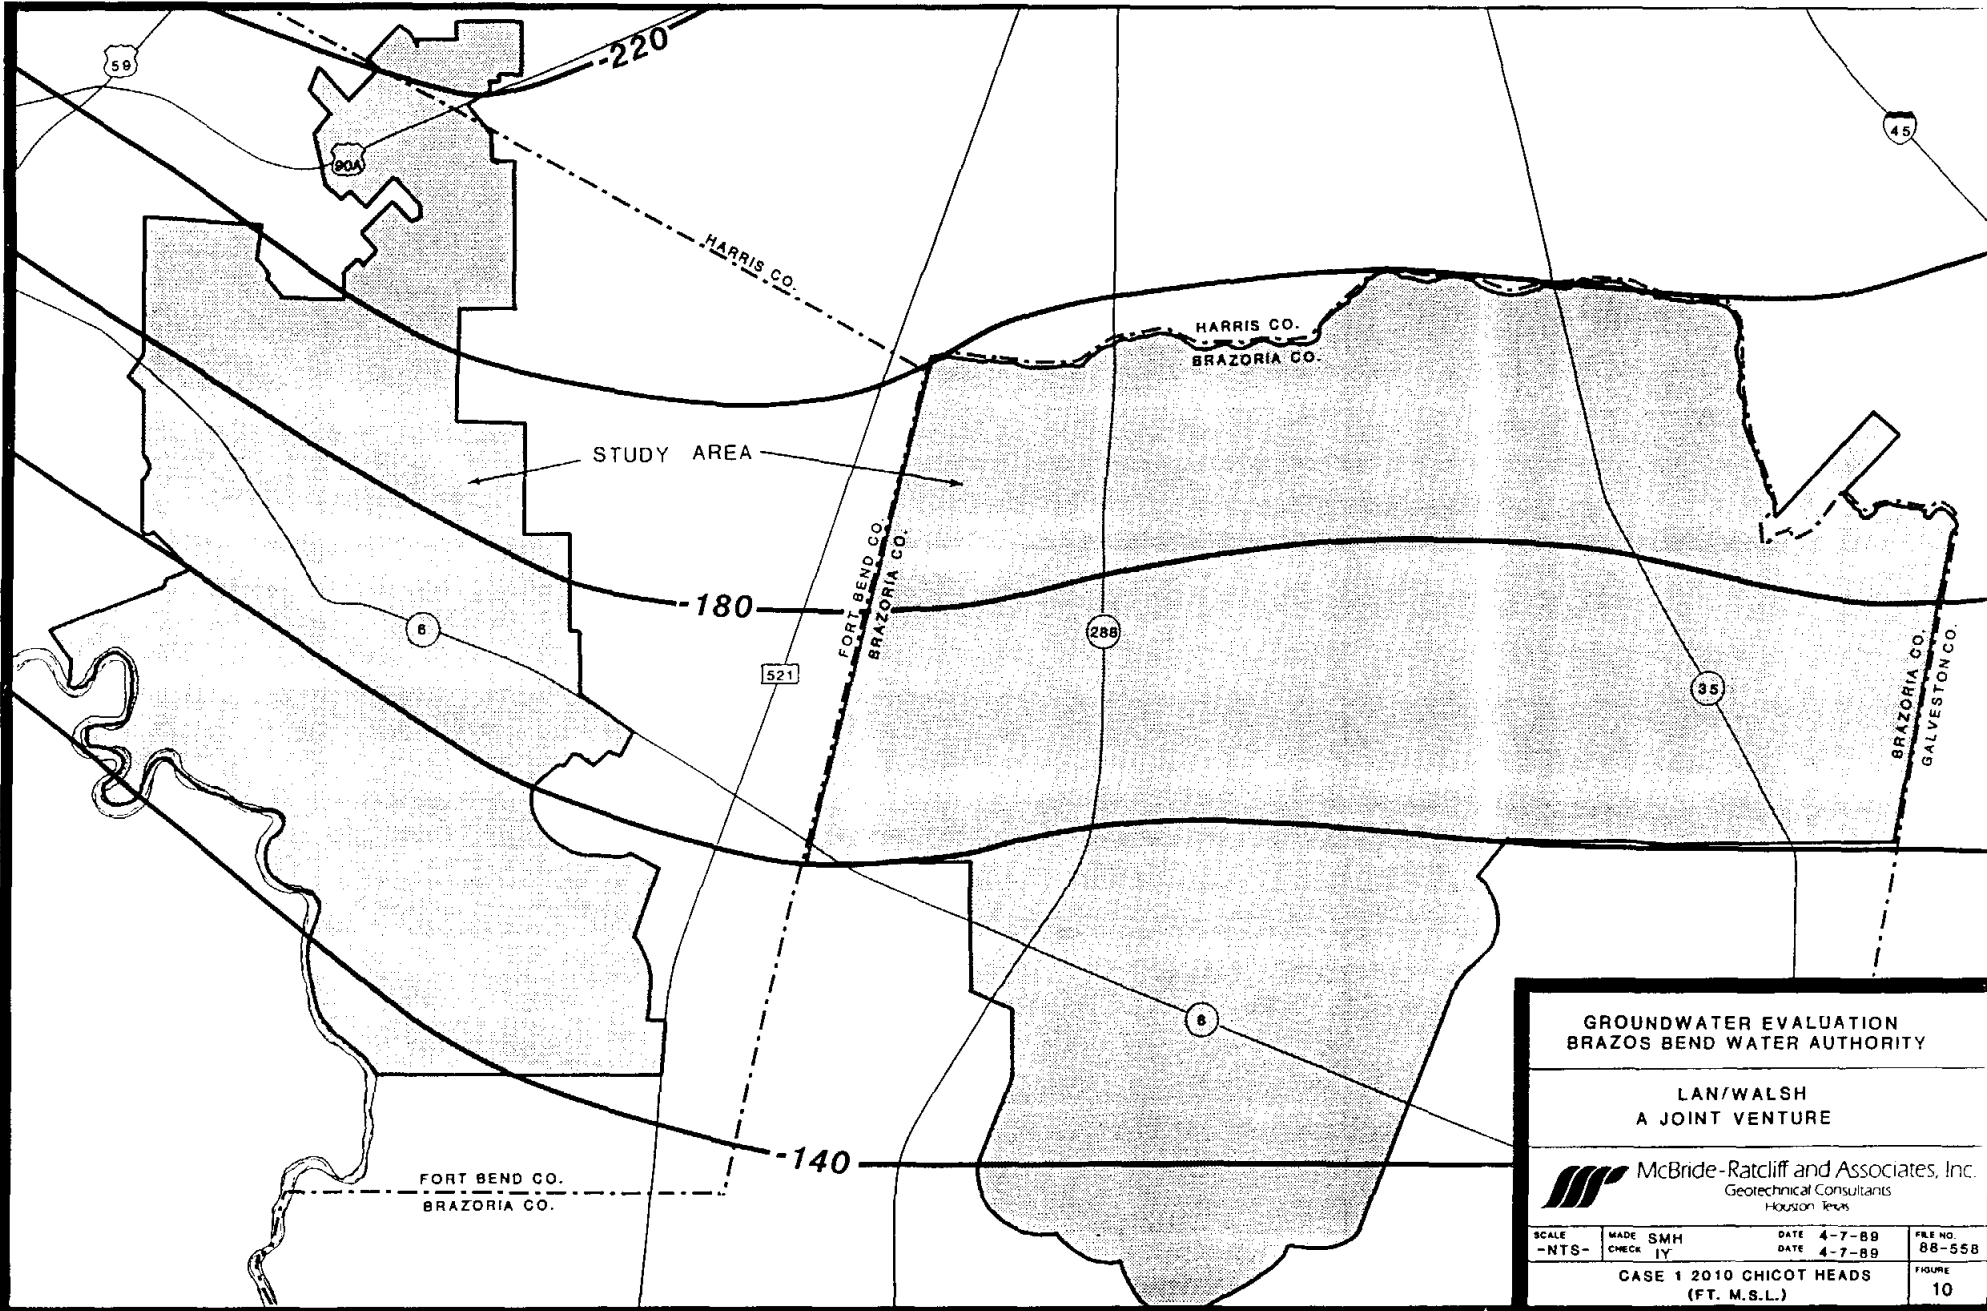 59
-220
45
90A
HARRIS CO.
HARRIS CO.
BRAZORIA CO.
STUDY AREA
FORT BEND CO.
BRAZORIA CO.
-180
6
288
521
35
BRAZORIA CO.
GALVESTON CO.
6
-140
FORT BEND CO.
BRAZORIA CO.
GROUNDWATER EVALUATION
BRAZOS BEND WATER AUTHORITY
LAN/WALSH
A JOINT VENTURE
McBride-Ratcliff and Associates, Inc.
Geotechnical Consultants
Houston Texas
SCALE
-NTS-
MADE SMH
CHECK IY
DATE 4-7-89
DATE 4-7-89
FILE NO.
88-558
CASE 1 2010 CHICOT HEADS
(FT. M.S.L.)
FIGURE
10